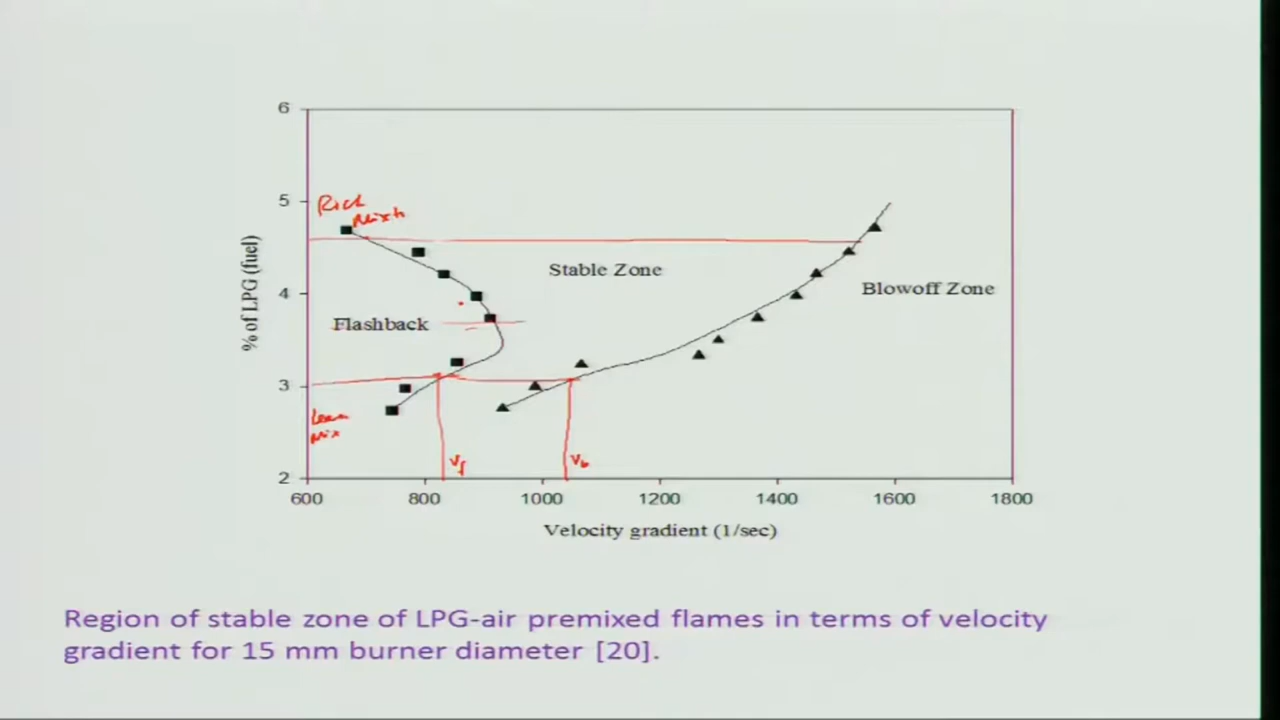 6
5
Rich
Stable Zone
Blowoff Zone
4
% of LPG (fuel)
Flashback
3
Lean
Mix
Vf
Vb
2
600 800 1000 1200 1400 1600 1800
Velocity gradient (1/sec)
Region of stable zone of LPG-air premixed flames in terms of velocity
gradient for 15 mm burner diameter [20].